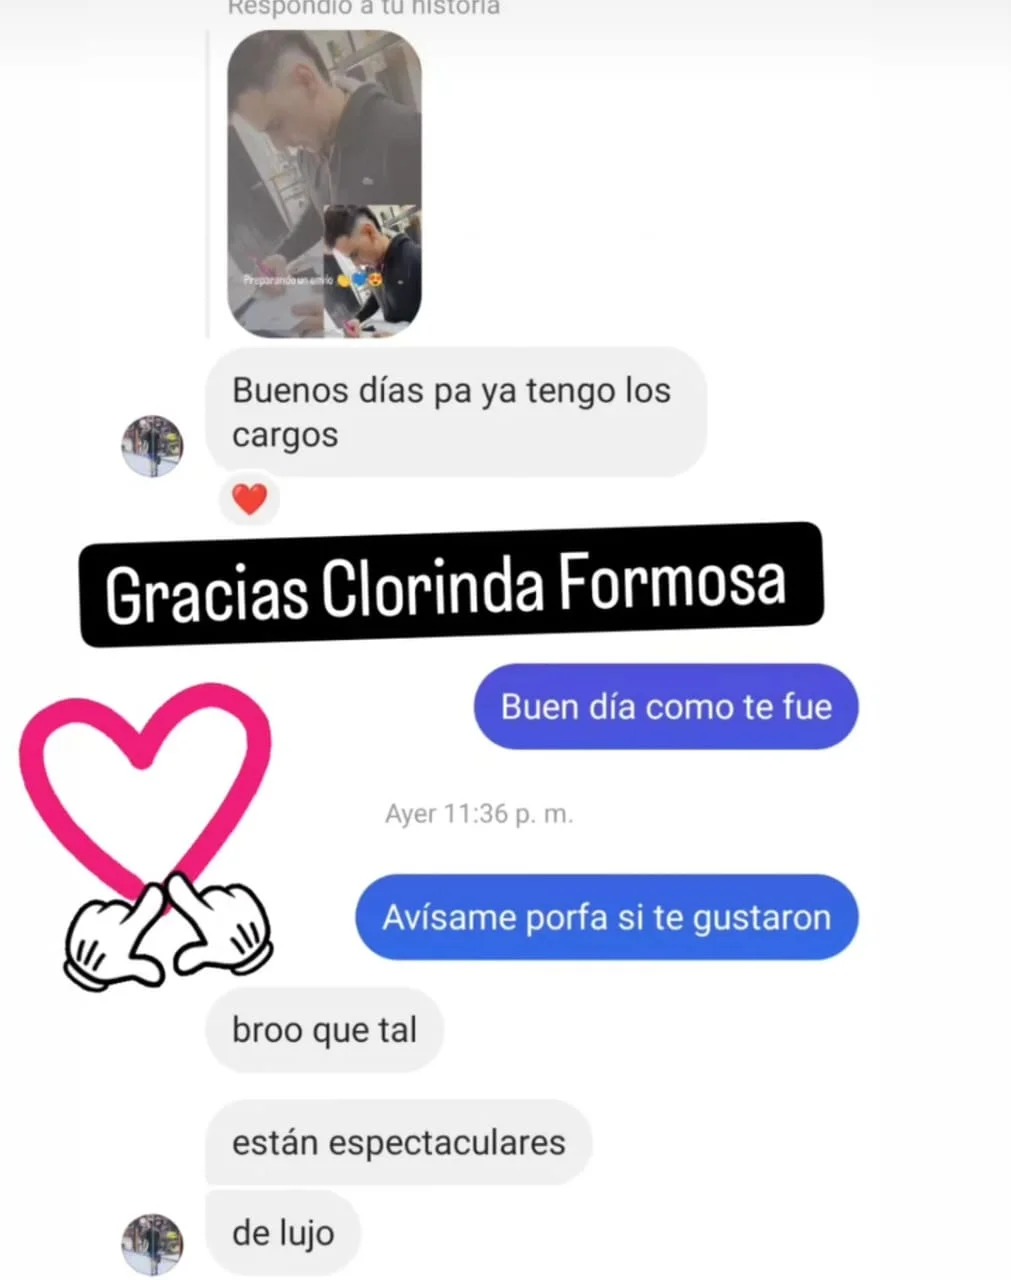 Respondió a tu historia
Preparando un envío 👏💙😍
Buenos días pa ya tengo los
cargos
❤️
Gracias Clorinda Formosa
Buen día como te fue
Ayer 11:36 p. m.
Avísame porfa si te gustaron
broo que tal
están espectaculares
de lujo